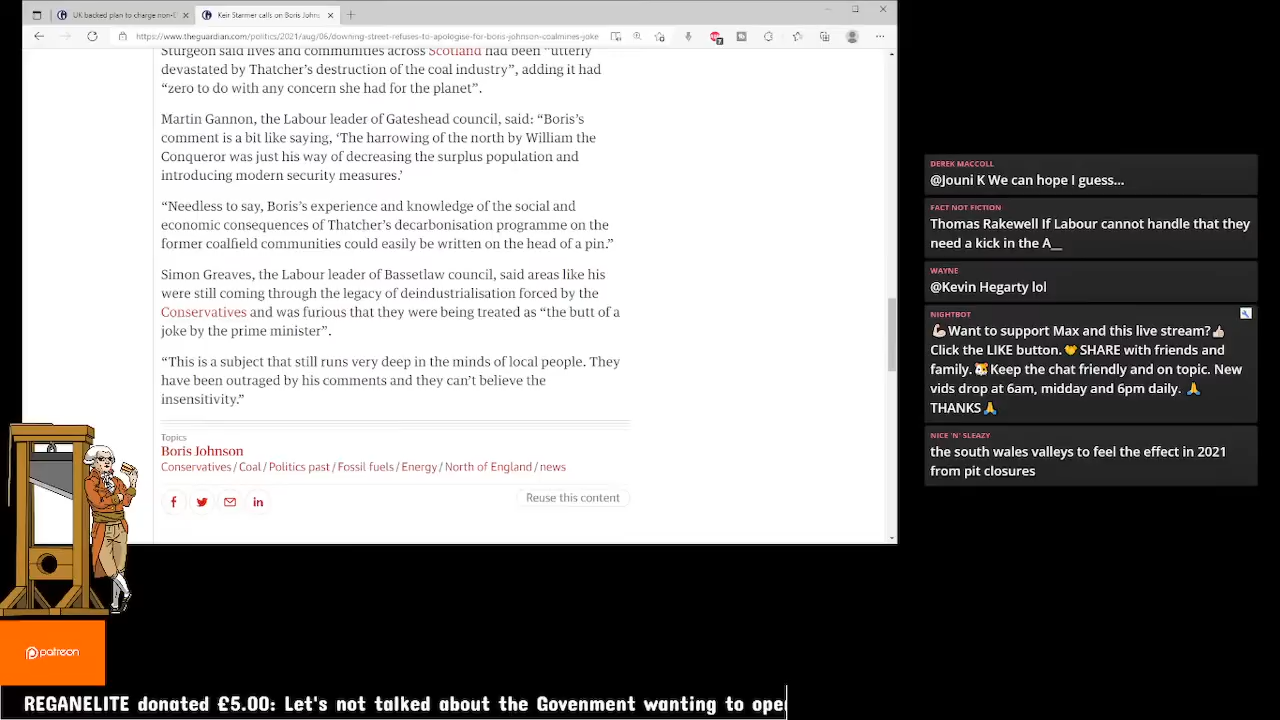 UK backed plan to charge non-E
Keir Starmer calls on Boris Johns
https://www.theguardian.com/politics/2021/aug/06/downing-street-refuses-to-apologise-for-boris-johnson-coalmines-joke
Sturgeon said lives and communities across Scotland had been “utterly
devastated by Thatcher’s destruction of the coal industry”, adding it had
“zero to do with any concern she had for the planet”.
Martin Gannon, the Labour leader of Gateshead council, said: “Boris’s
comment is a bit like saying, ‘The harrowing of the north by William the
Conqueror was just his way of decreasing the surplus population and
introducing modern security measures.’
“Needless to say, Boris’s experience and knowledge of the social and
economic consequences of Thatcher’s decarbonisation programme on the
former coalfield communities could easily be written on the head of a pin.”
Simon Greaves, the Labour leader of Bassetlaw council, said areas like his
were still coming through the legacy of deindustrialisation forced by the
Conservatives and was furious that they were being treated as “the butt of a
joke by the prime minister”.
“This is a subject that still runs very deep in the minds of local people. They
have been outraged by his comments and they can’t believe the
insensitivity.”
Topics
Boris Johnson
Conservatives / Coal / Politics past / Fossil fuels / Energy / North of England / news
Reuse this content
DEREK MACCOLL
@Jouni K We can hope I guess...
FACT NOT FICTION
Thomas Rakewell If Labour cannot handle that they
need a kick in the A__
WAYNE
@Kevin Hegarty lol
NIGHTBOT
💪🏻Want to support Max and this live stream?👍🏻
Click the LIKE button. 🤝 SHARE with friends and
family. 🐹Keep the chat friendly and on topic. New
vids drop at 6am, midday and 6pm daily. 🙏
THANKS🙏
NICE 'N' SLEAZY
the south wales valleys to feel the effect in 2021
from pit closures
patreon
REGANELITE donated £5.00: Let's not talked about the Govenment wanting to ope